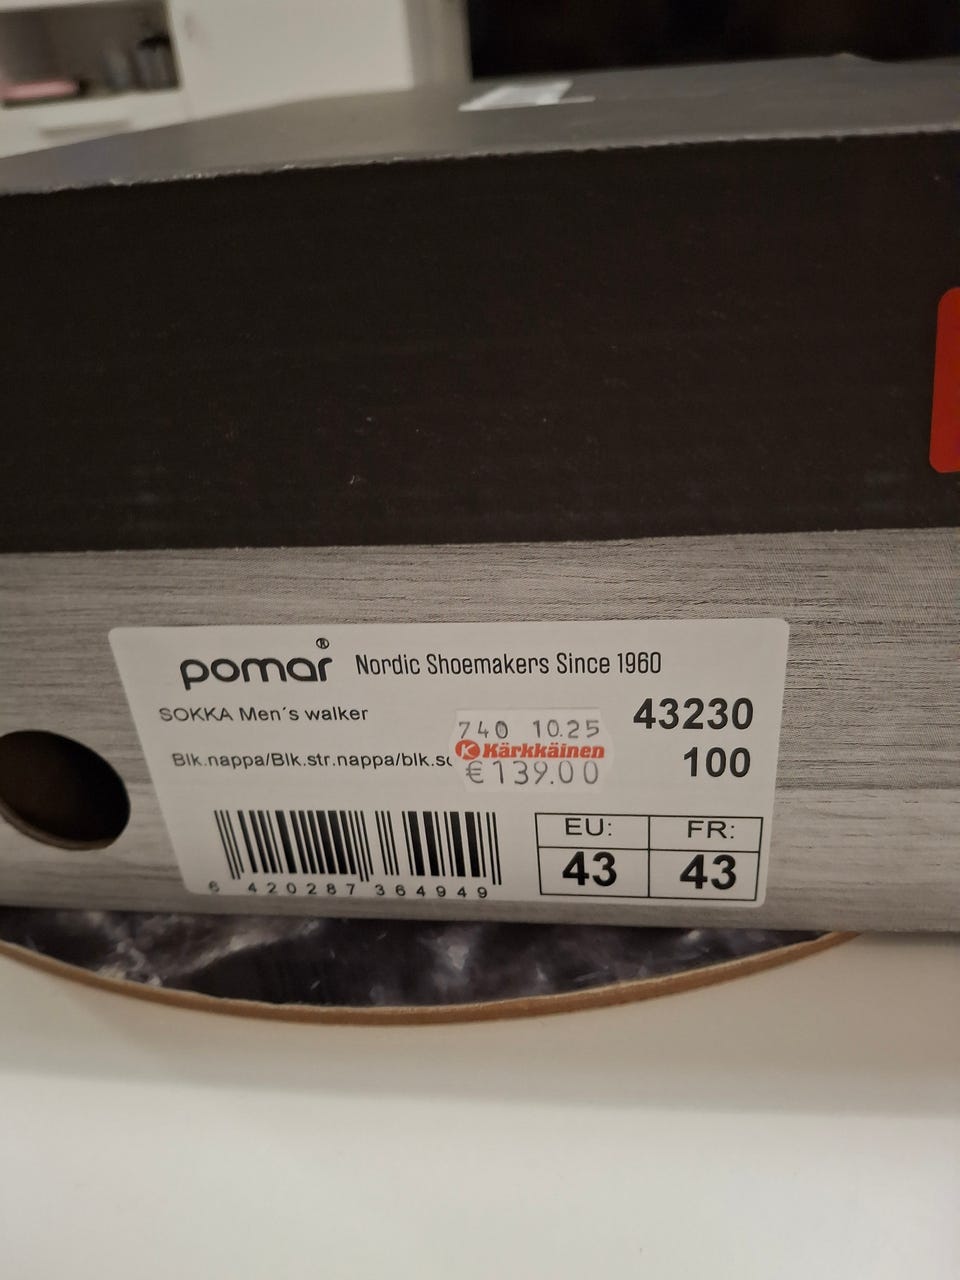 pomar® Nordic Shoemakers Since 1960
SOKKA Men´s walker
43230
740 10.25
Blk.nappa/Blk.str.nappa/blk.
Kärkkäinen
100
€139.00
EU: FR:
43 43
6 420287 364949